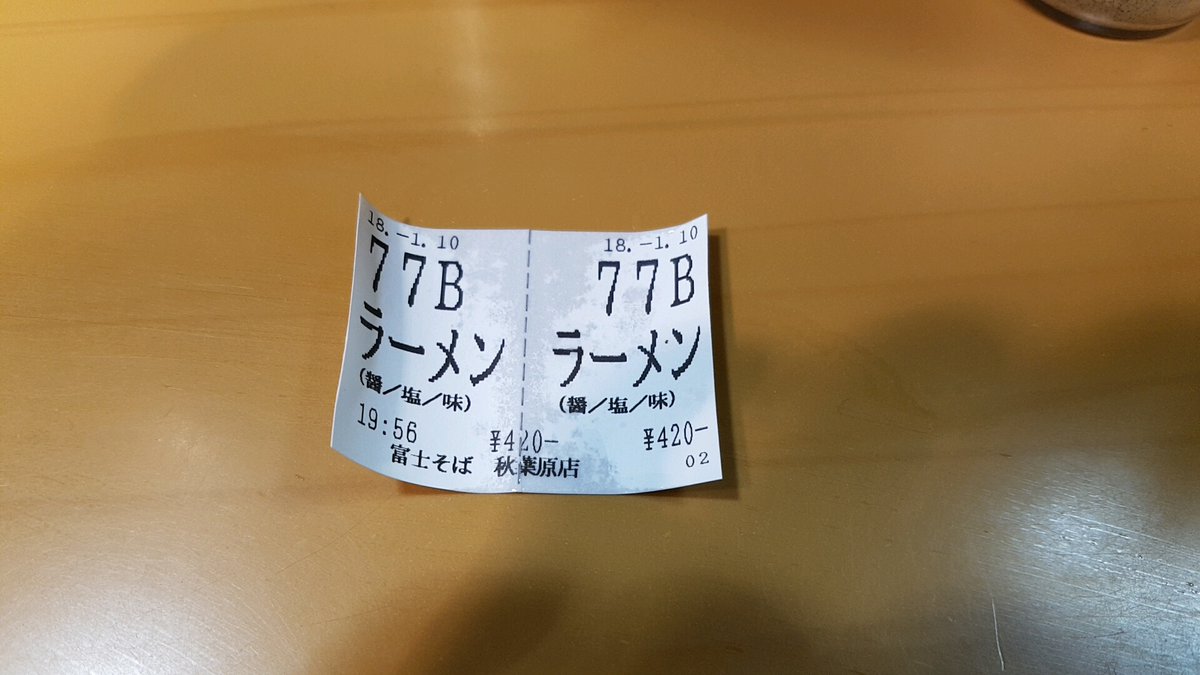 18.-1.10
77B
ラーメン
(醤/塩/味)
19:56 ¥420-
富士そば 秋葉原店
18.-1.10
77B
ラーメン
(醤/塩/味)
¥420-
02